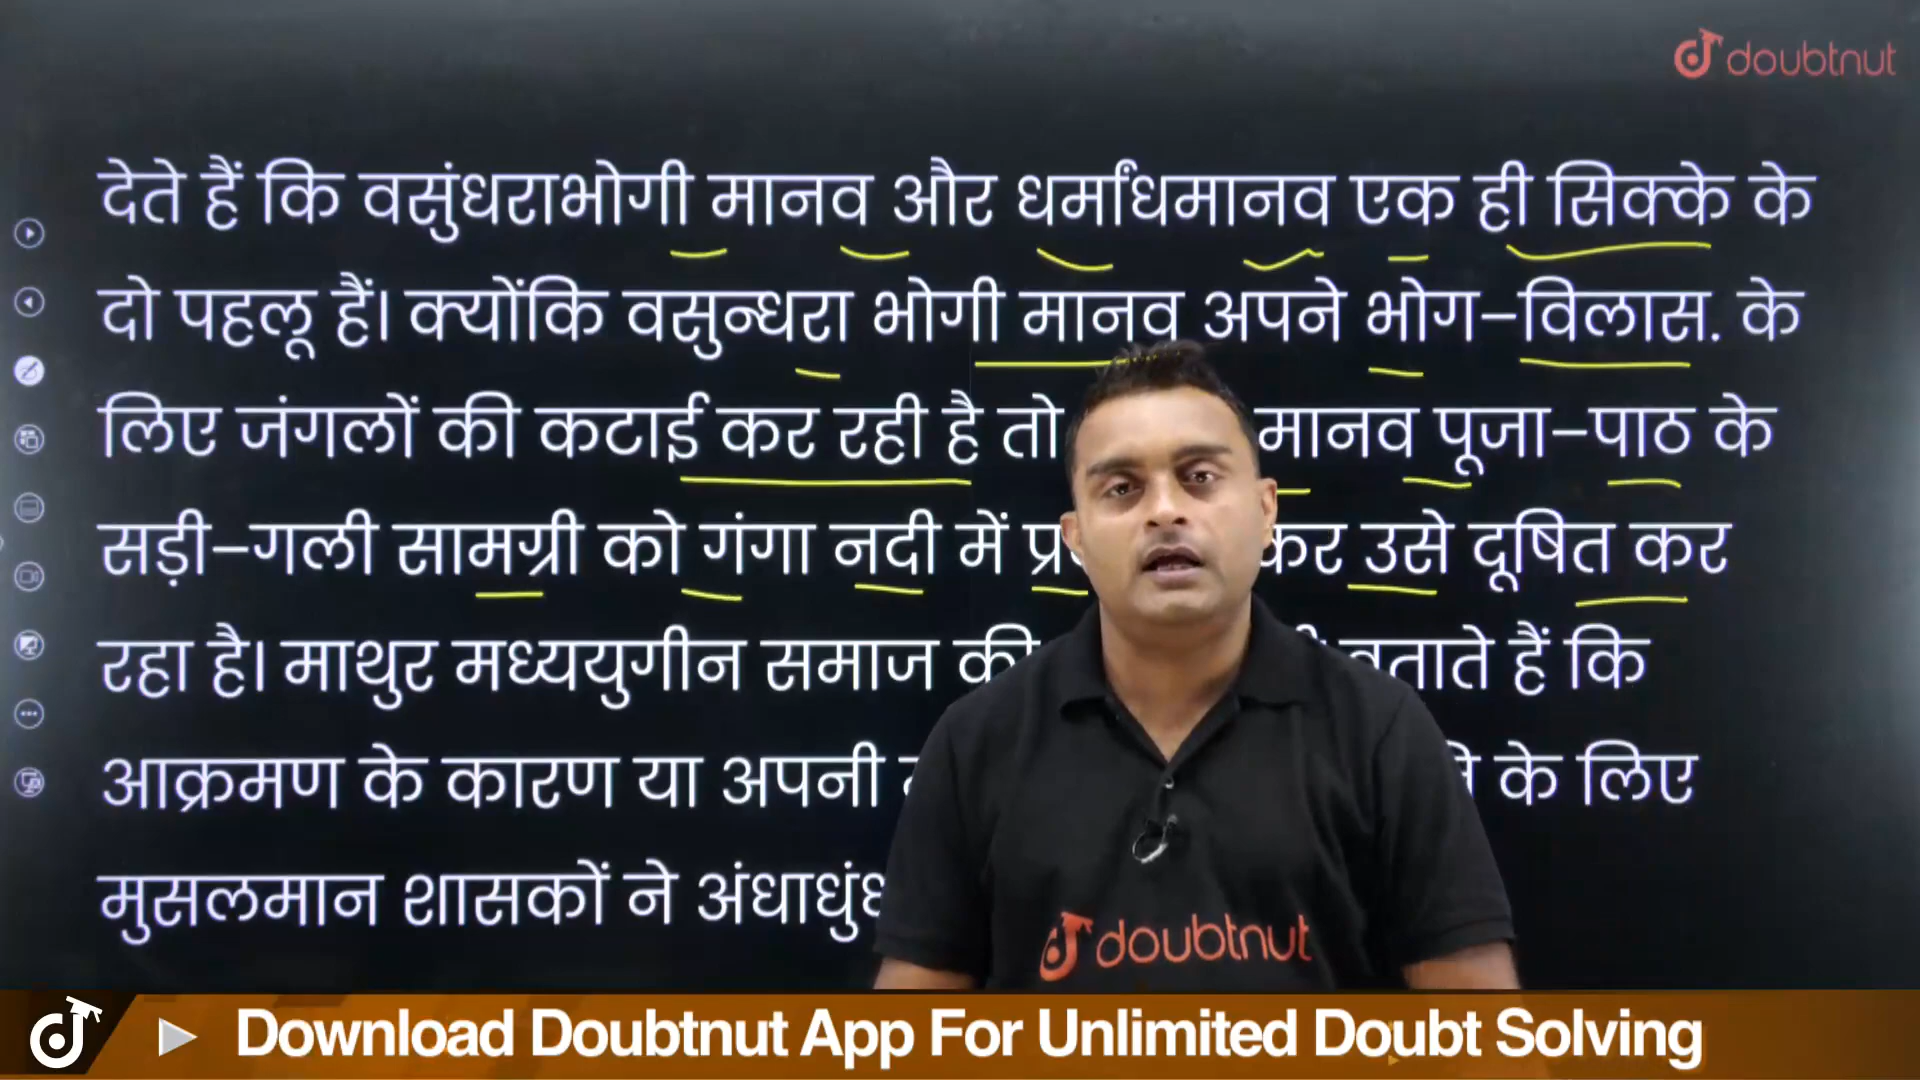 doubtnut
देते हैं कि वसुंधराभोगी मानव और धर्मांधमानव एक ही सिक्के के
दो पहलू हैं। क्योंकि वसुन्धरा भोगी मानव अपने भोग–विलास. के
लिए जंगलों की कटाई कर रही है तो मानव पूजा–पाठ के
सड़ी–गली सामग्री को गंगा नदी में कर उसे दूषित कर
रहा है। माथुर मध्ययुगीन समाज की बताते हैं कि
आक्रमण के कारण या अपनी के लिए
मुसलमान शासकों ने
doubtnut
Download Doubtnut App For Unlimited Doubt Solving